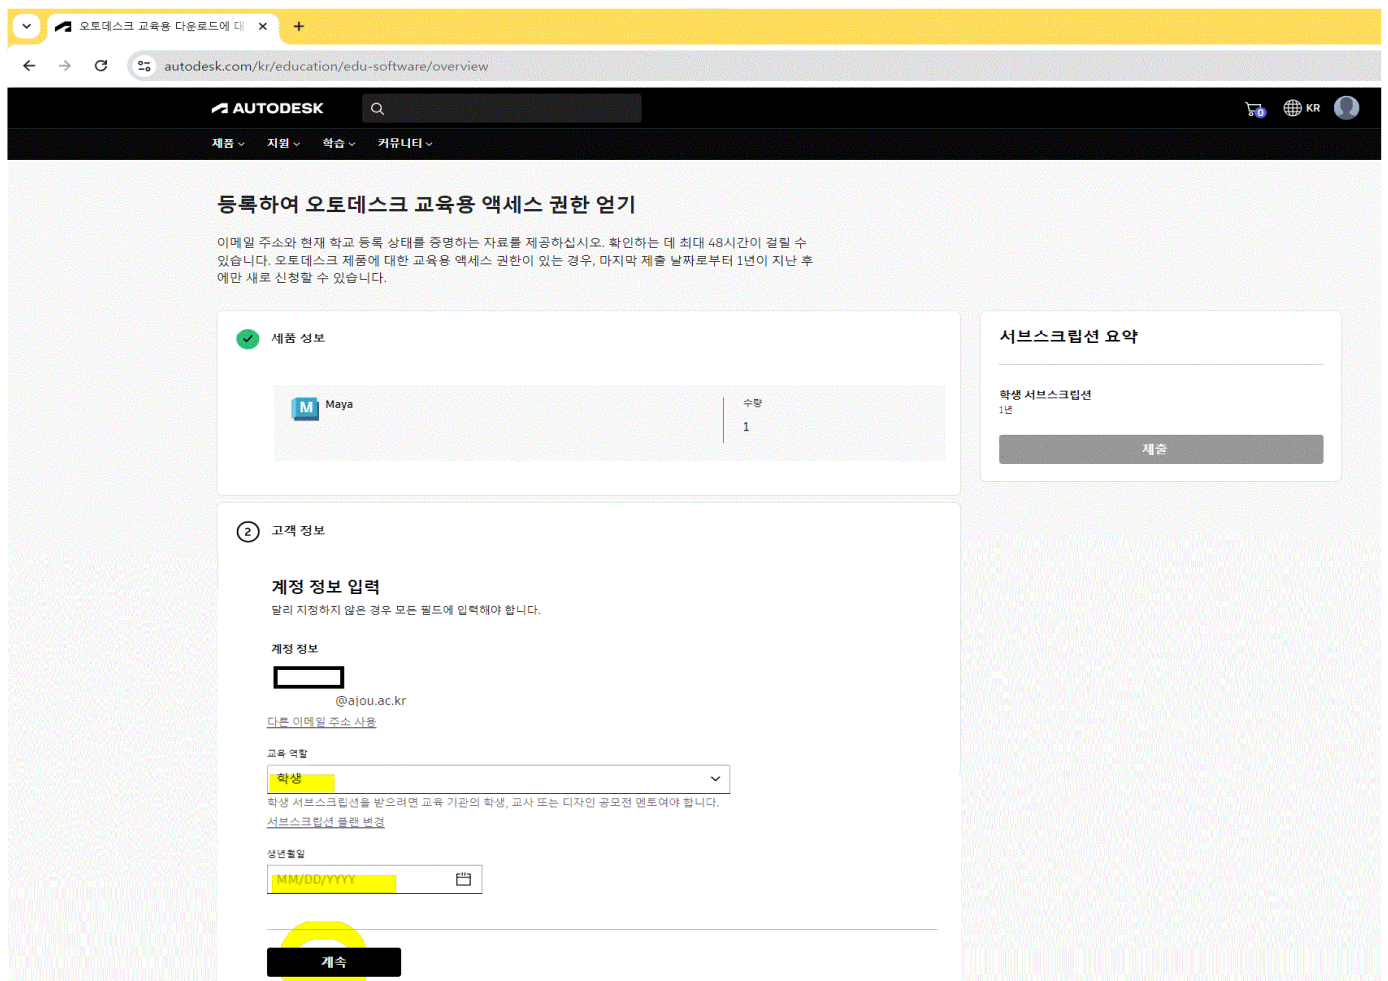 오토데스크 교육용 다운로드에 대
autodesk.com/kr/education/edu-software/overview
AUTODESK
0
KR
제품
지원
학습
커뮤니티
등록하여 오토데스크 교육용 액세스 권한 얻기
이메일 주소와 현재 학교 등록 상태를 증명하는 자료를 제공하십시오. 확인하는 데 최대 48시간이 걸릴 수
있습니다. 오토데스크 제품에 대한 교육용 액세스 권한이 있는 경우, 마지막 제출 날짜로부터 1년이 지난 후
에만 새로 신청할 수 있습니다.
제품 정보
M
Maya
수량
1
서브스크립션 요약
학생 서브스크립션
1년
제출
2
고객 정보
계정 정보 입력
달리 지정하지 않은 경우 모든 필드에 입력해야 합니다.
계정 정보
@ajou.ac.kr
다른 이메일 주소 사용
교육 역할
학생
학생 서브스크립션을 받으려면 교육 기관의 학생, 교사 또는 디자인 공모전 멘토여야 합니다.
서브스크립션 플랜 변경
생년월일
MM/DD/YYYY
계속